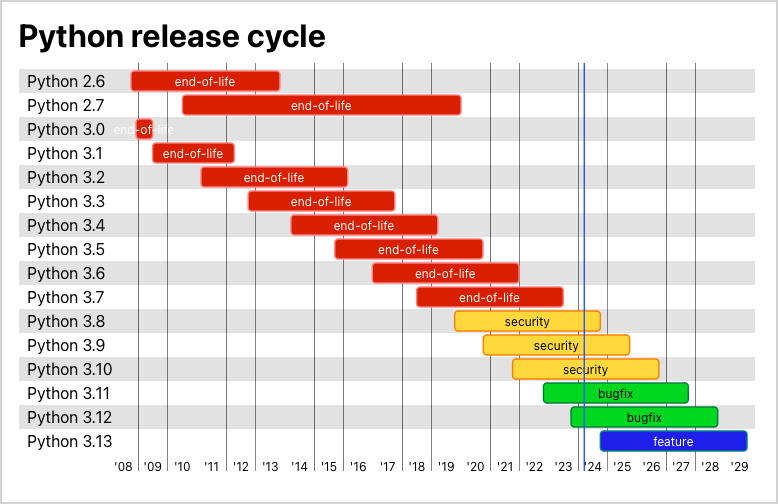 Python release cycle
Python 2.6 end-of-life
Python 2.7 end-of-life
Python 3.0 end-of-life
Python 3.1 end-of-life
Python 3.2 end-of-life
Python 3.3 end-of-life
Python 3.4 end-of-life
Python 3.5 end-of-life
Python 3.6 end-of-life
Python 3.7 end-of-life
Python 3.8 security
Python 3.9 security
Python 3.10 security
Python 3.11 bugfix
Python 3.12 bugfix
Python 3.13 feature
'08 '09 '10 '11 '12 '13 '14 '15 '16 '17 '18 '19 '20 '21 '22 '23 '24 '25 '26 '27 '28 '29